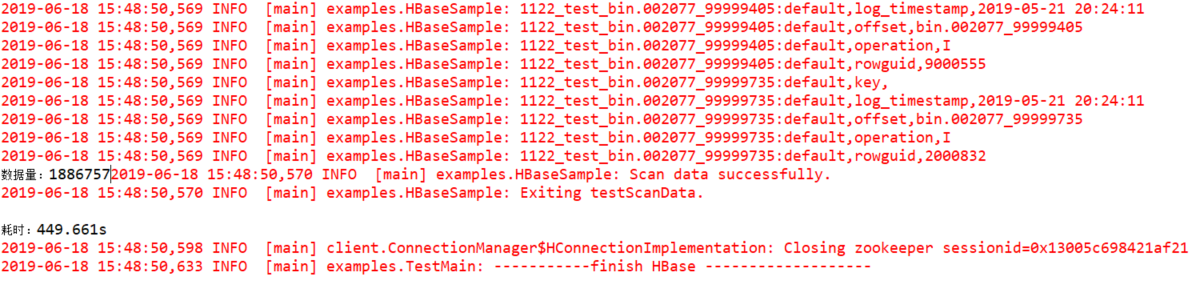 2019-06-18 15:48:50,569 INFO  [main] examples.HBaseSample: 1122_test_bin.002077_99999405:default,log_timestamp,2019-05-21 20:24:11
2019-06-18 15:48:50,569 INFO  [main] examples.HBaseSample: 1122_test_bin.002077_99999405:default,offset,bin.002077_99999405
2019-06-18 15:48:50,569 INFO  [main] examples.HBaseSample: 1122_test_bin.002077_99999405:default,operation,I
2019-06-18 15:48:50,569 INFO  [main] examples.HBaseSample: 1122_test_bin.002077_99999405:default,rowguid,9000555
2019-06-18 15:48:50,569 INFO  [main] examples.HBaseSample: 1122_test_bin.002077_99999735:default,key,
2019-06-18 15:48:50,569 INFO  [main] examples.HBaseSample: 1122_test_bin.002077_99999735:default,log_timestamp,2019-05-21 20:24:11
2019-06-18 15:48:50,569 INFO  [main] examples.HBaseSample: 1122_test_bin.002077_99999735:default,offset,bin.002077_99999735
2019-06-18 15:48:50,569 INFO  [main] examples.HBaseSample: 1122_test_bin.002077_99999735:default,operation,I
2019-06-18 15:48:50,569 INFO  [main] examples.HBaseSample: 1122_test_bin.002077_99999735:default,rowguid,2000832
数据量：18867572019-06-18 15:48:50,570 INFO  [main] examples.HBaseSample: Scan data successfully.
2019-06-18 15:48:50,570 INFO  [main] examples.HBaseSample: Exiting testScanData.
耗时：449.661s
2019-06-18 15:48:50,598 INFO  [main] client.ConnectionManager$HConnectionImplementation: Closing zookeeper sessionid=0x13005c698421af21
2019-06-18 15:48:50,633 INFO  [main] examples.TestMain: -----------finish HBase -------------------